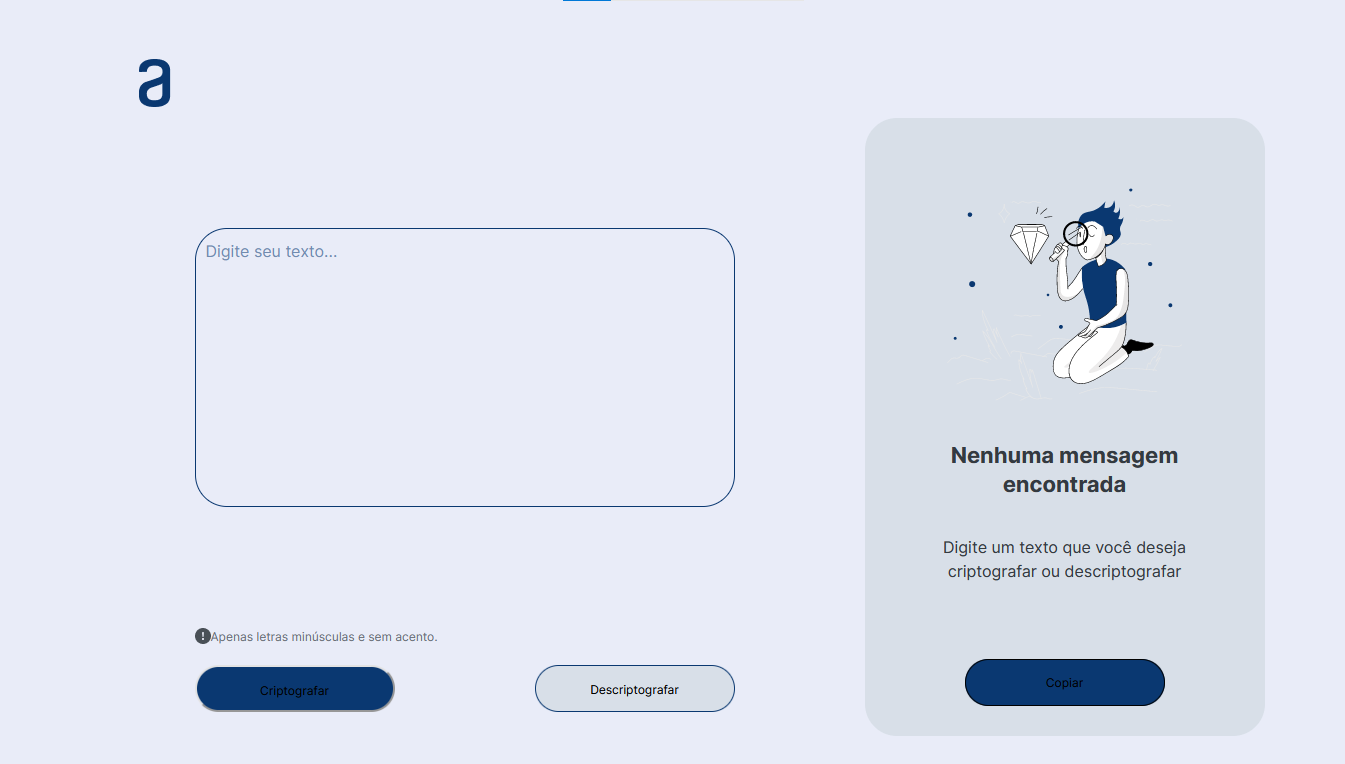 a
Digite seu texto...
! Apenas letras minúsculas e sem acento.
Criptografar
Descriptografar
Nenhuma mensagem
encontrada
Digite um texto que você deseja
criptografar ou descriptografar
Copiar